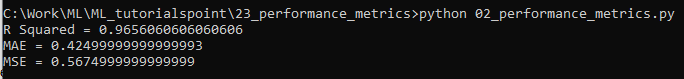 C:\Work\ML\ML_tutorialspoint\23_performance_metrics>python 02_performance_metrics.py
R Squared = 0.9656060606060606
MAE = 0.42499999999999993
MSE = 0.5674999999999999